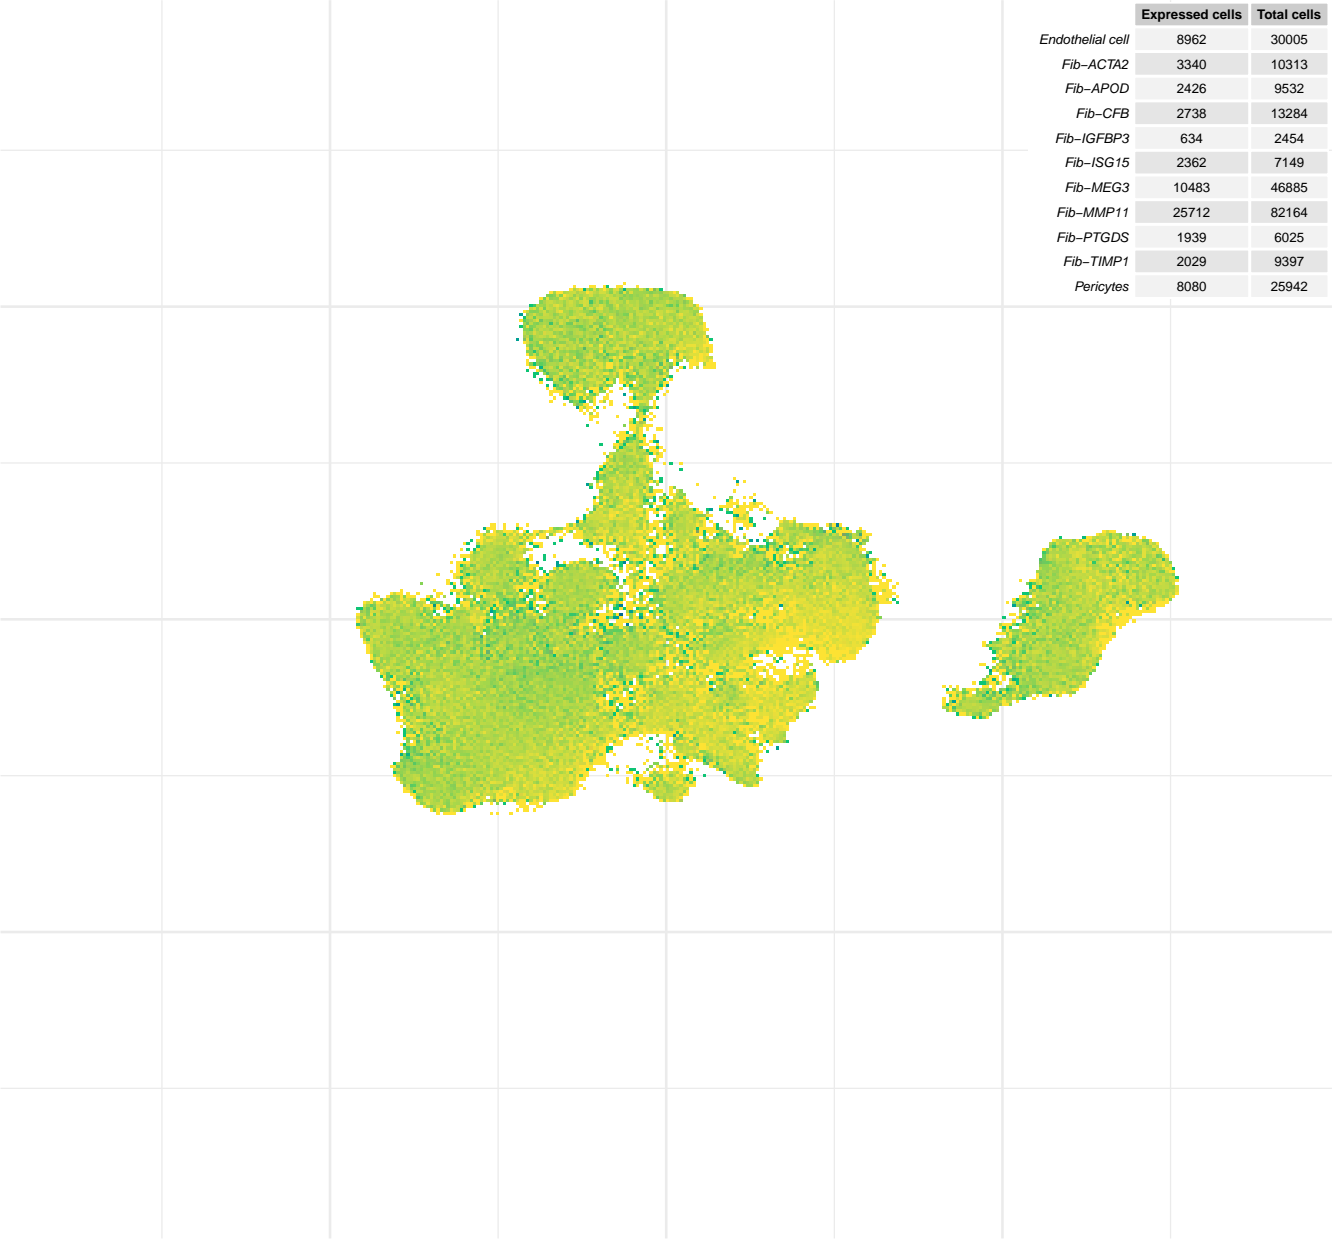 Expressed cells Total cells
Endothelial cell 8962 30005
Fib−ACTA2 3340 10313
Fib−APOD 2426 9532
Fib−CFB 2738 13284
Fib−IGFBP3 634 2454
Fib−ISG15 2362 7149
Fib−MEG3 10483 46885
Fib−MMP11 25712 82164
Fib−PTGDS 1939 6025
Fib−TIMP1 2029 9397
Pericytes 8080 25942